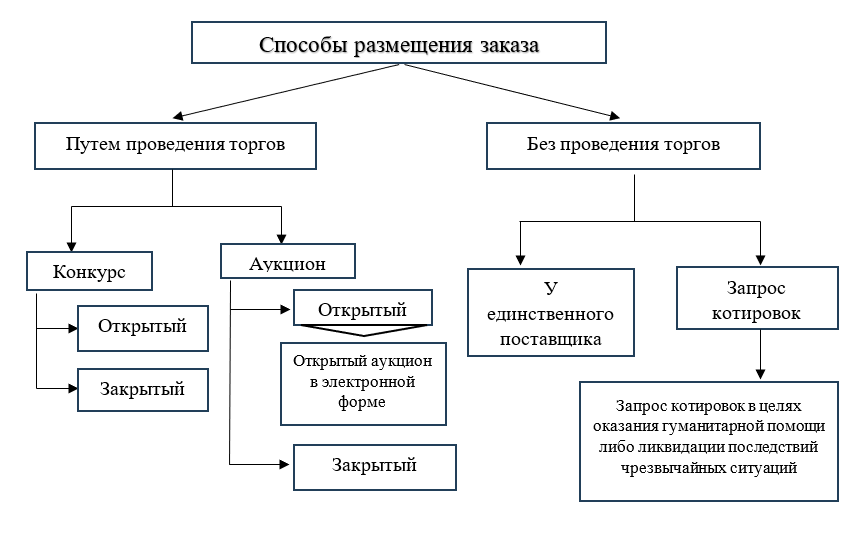 Способы размещения заказа
Путем проведения торгов
Без проведения торгов
Конкурс
Открытый
Закрытый
Аукцион
Открытый
Открытый аукцион
в электронной
форме
Закрытый
У
единственного
поставщика
Запрос
котировок
Запрос котировок в целях
оказания гуманитарной помощи
либо ликвидации последствий
чрезвычайных ситуаций